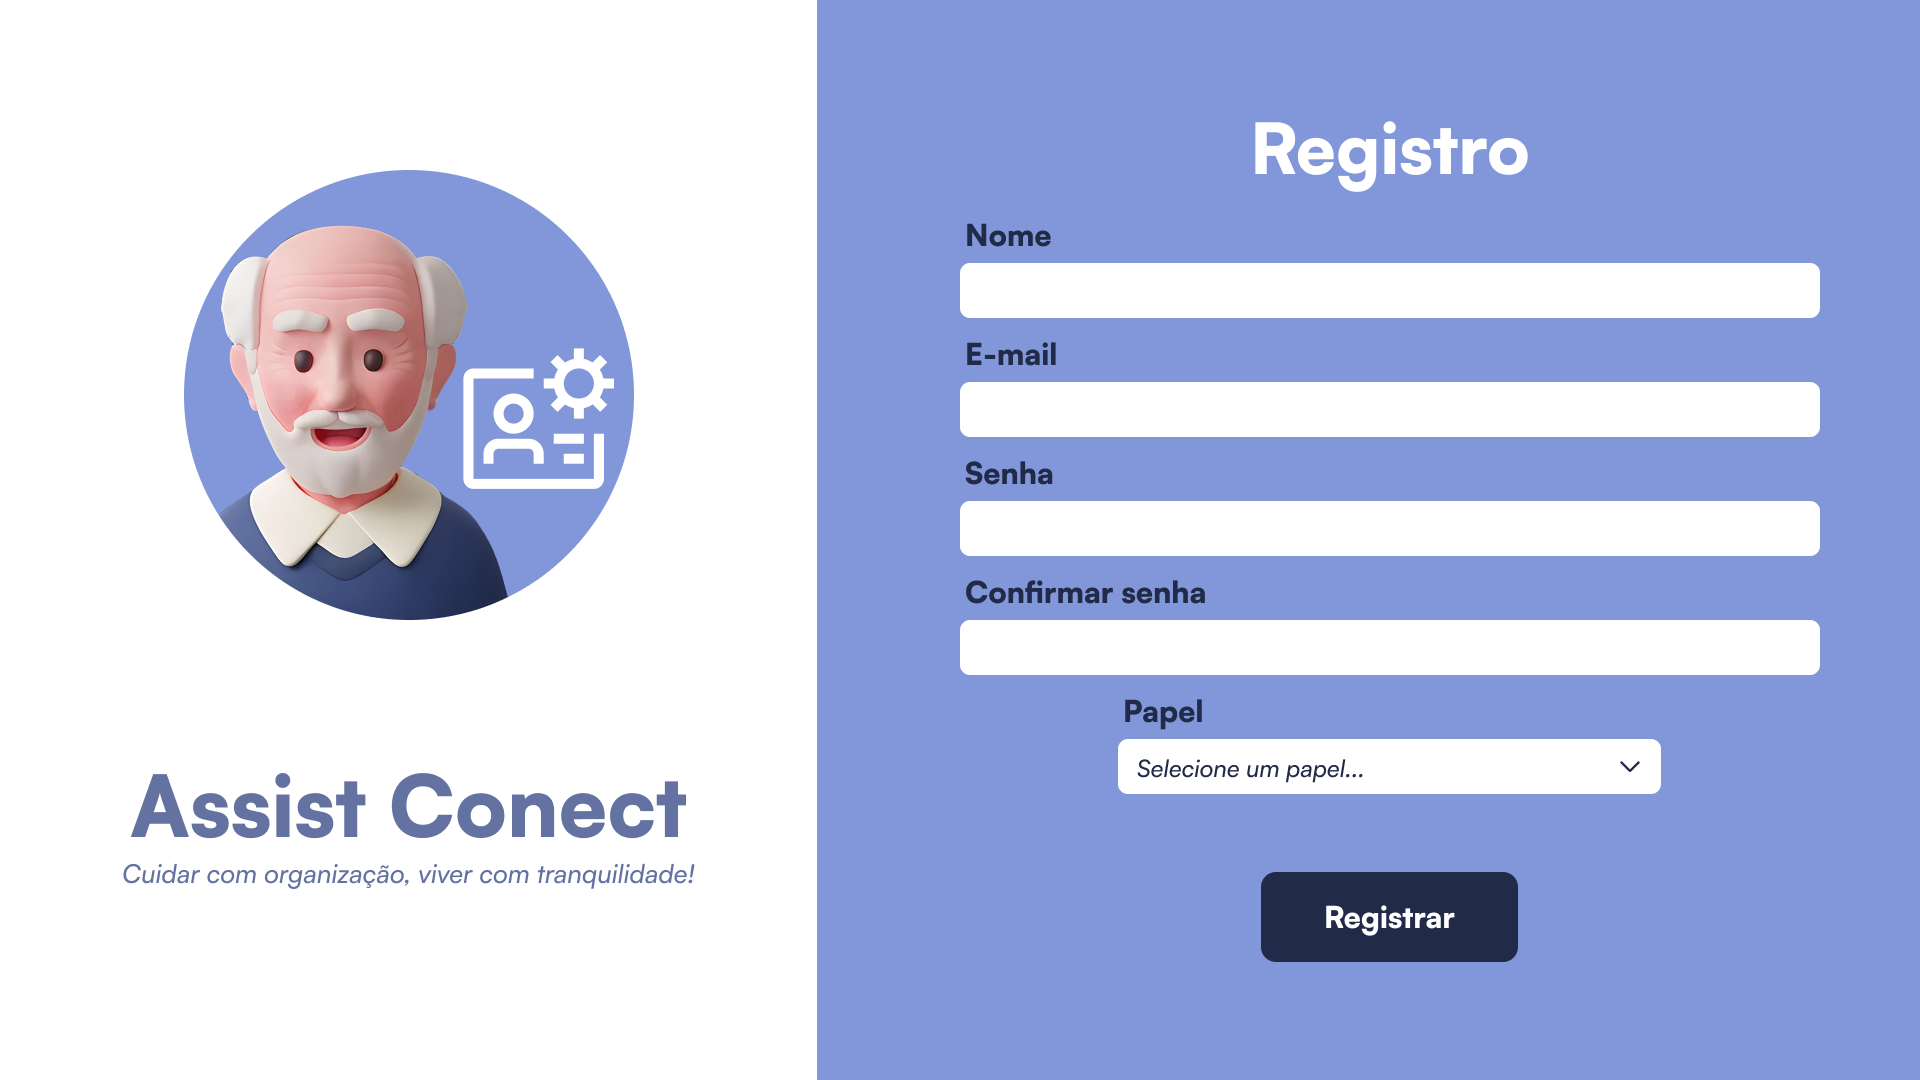 Assist Conect
Cuidar com organização, viver com tranquilidade!
Registro
Nome
E-mail
Senha
Confirmar senha
Papel
Selecione um papel...
Registrar